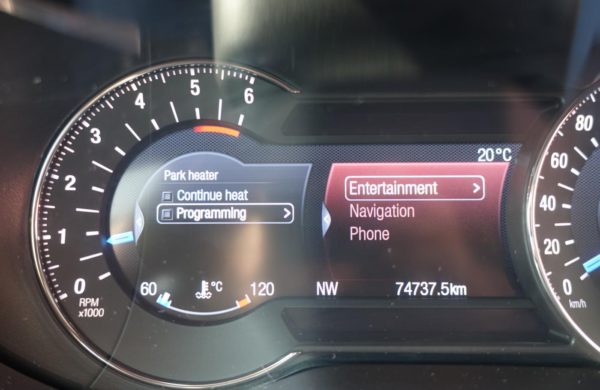 6
5
4
3
2
1
0
RPM
x1000
Park heater
Continue heat
Programming >
60 °C 120
20°C
Entertainment >
Navigation
Phone
NW 74737.5km
80
60
40
20
0
km/h